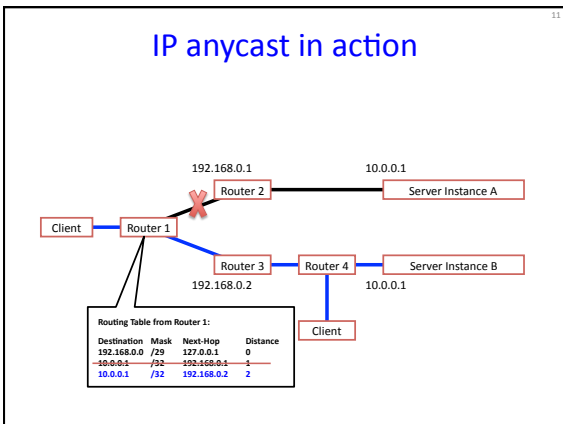 11
IP anycast in action
192.168.0.1 10.0.0.1
Router 2 Server Instance A
Client Router 1
Router 3 Router 4 Server Instance B
192.168.0.2 10.0.0.1
Client
Routing Table from Router 1:
Destination Mask Next-Hop Distance
192.168.0.0 /29 127.0.0.1 0
10.0.0.1 /32 192.168.0.1 1
10.0.0.1 /32 192.168.0.2 2